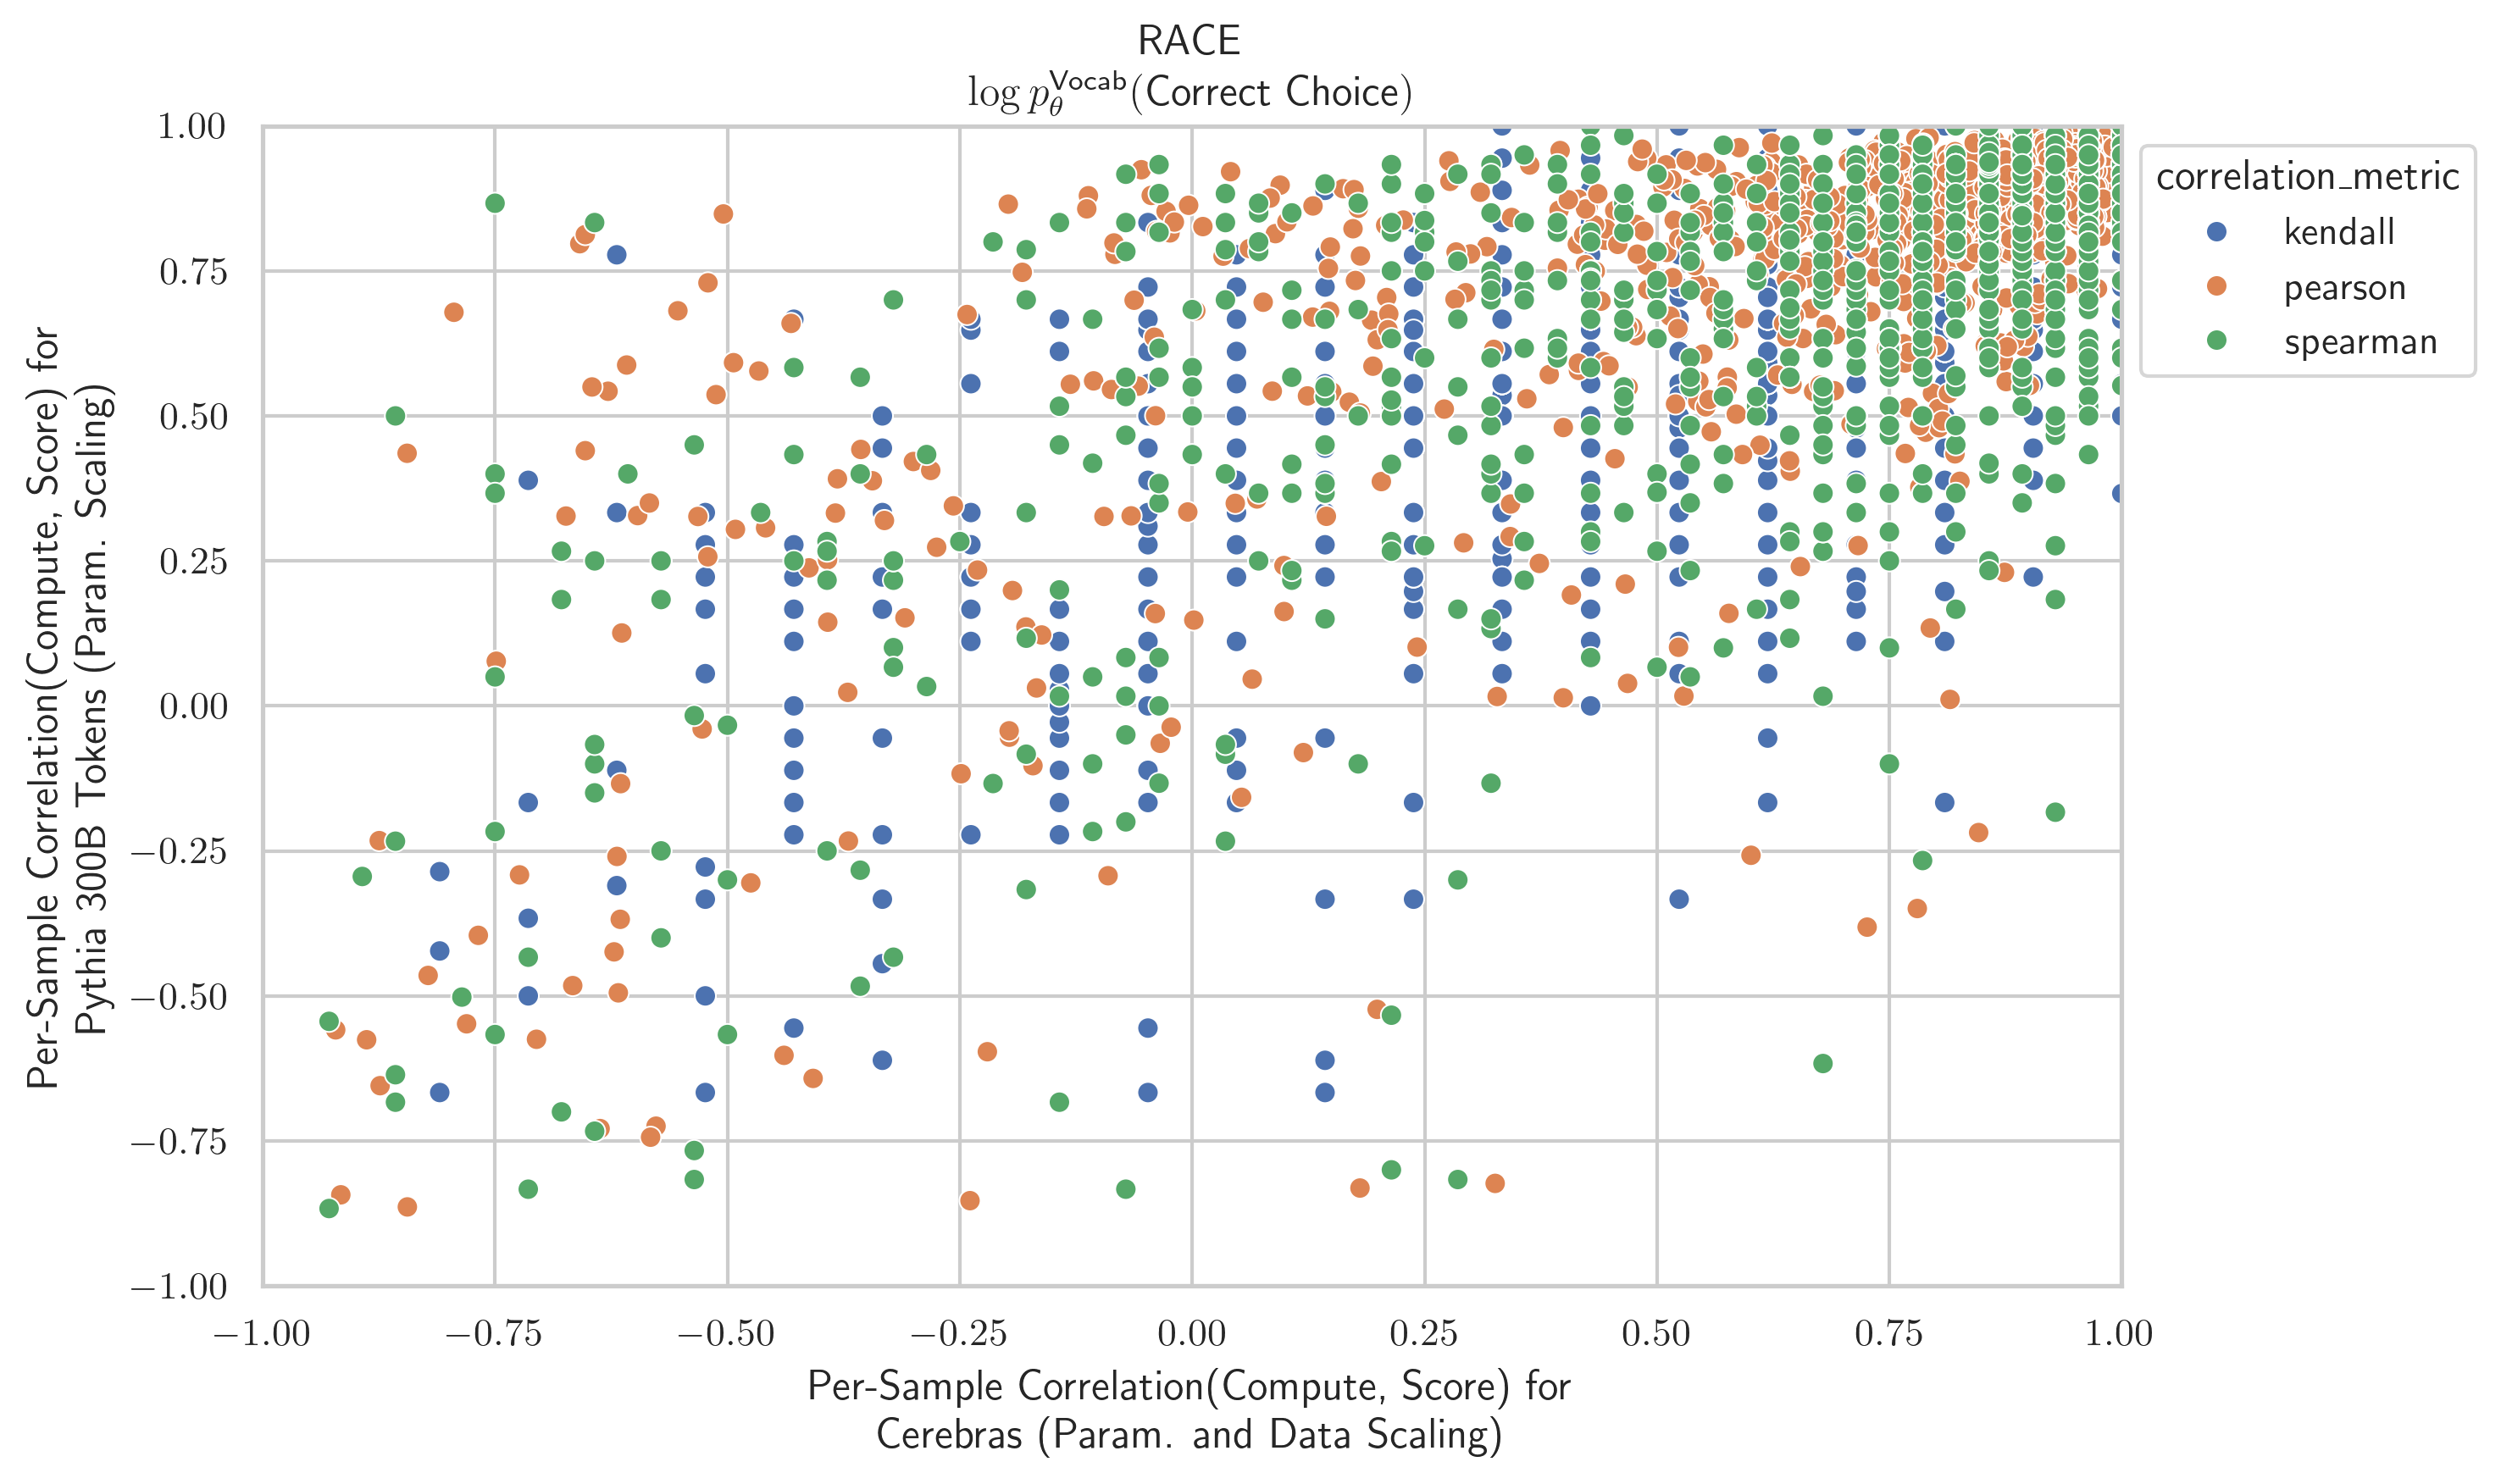 RACE
log p_θ^Vocab(Correct Choice)
Per-Sample Correlation(Compute, Score) for
Pythia 300B Tokens (Param. Scaling)
1.00
0.75
0.50
0.25
0.00
−0.25
−0.50
−0.75
−1.00
−1.00 −0.75 −0.50 −0.25 0.00 0.25 0.50 0.75 1.00
Per-Sample Correlation(Compute, Score) for
Cerebras (Param. and Data Scaling)
correlation_metric
kendall
pearson
spearman